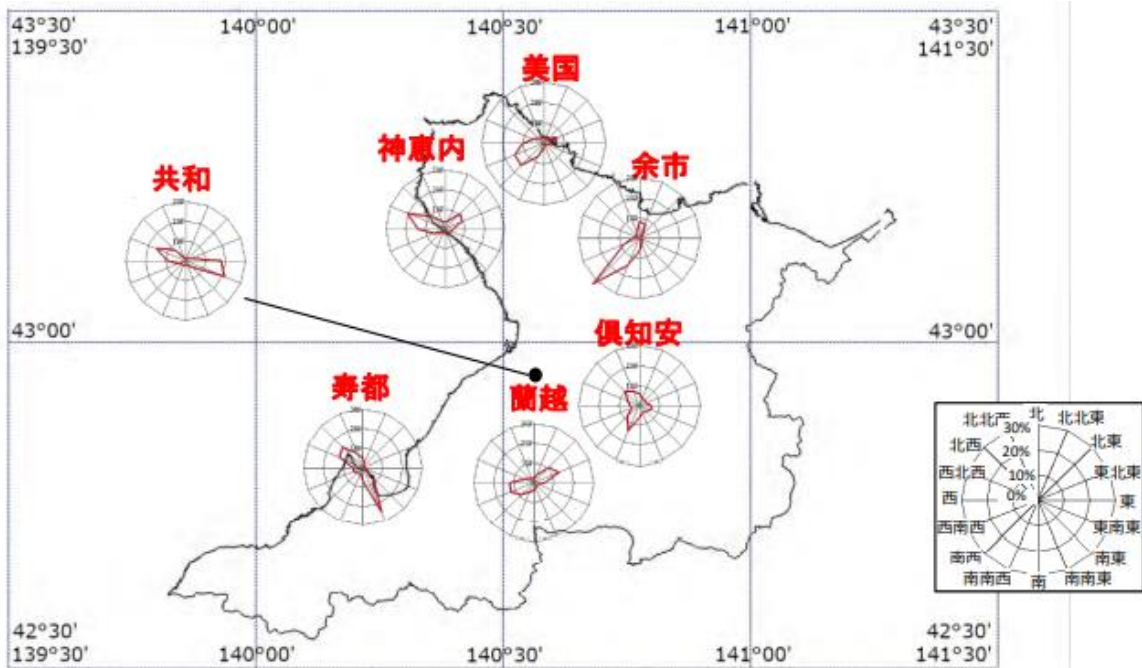 43°30' 140°00' 140°30' 141°00' 43°30'
139°30' 141°30'
美国
神恵内
余市
共和
43°00' 43°00'
倶知安
寿都
蘭越
北北西 北 北北東
30%
北西 20% 北東
西北西 10% 東北東
0%
西 東
西南西 東南東
南西 南東
南南西 南 南南東
42°30' 42°30'
139°30' 140°00' 140°30' 141°00' 141°30'